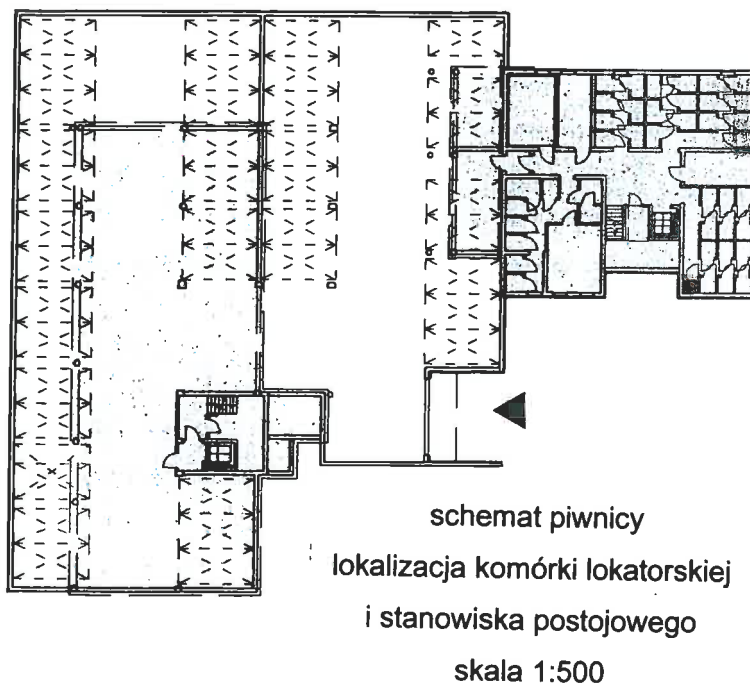 schemat piwnicy
lokalizacja komórki lokatorskiej
i stanowiska postojowego
skala 1:500